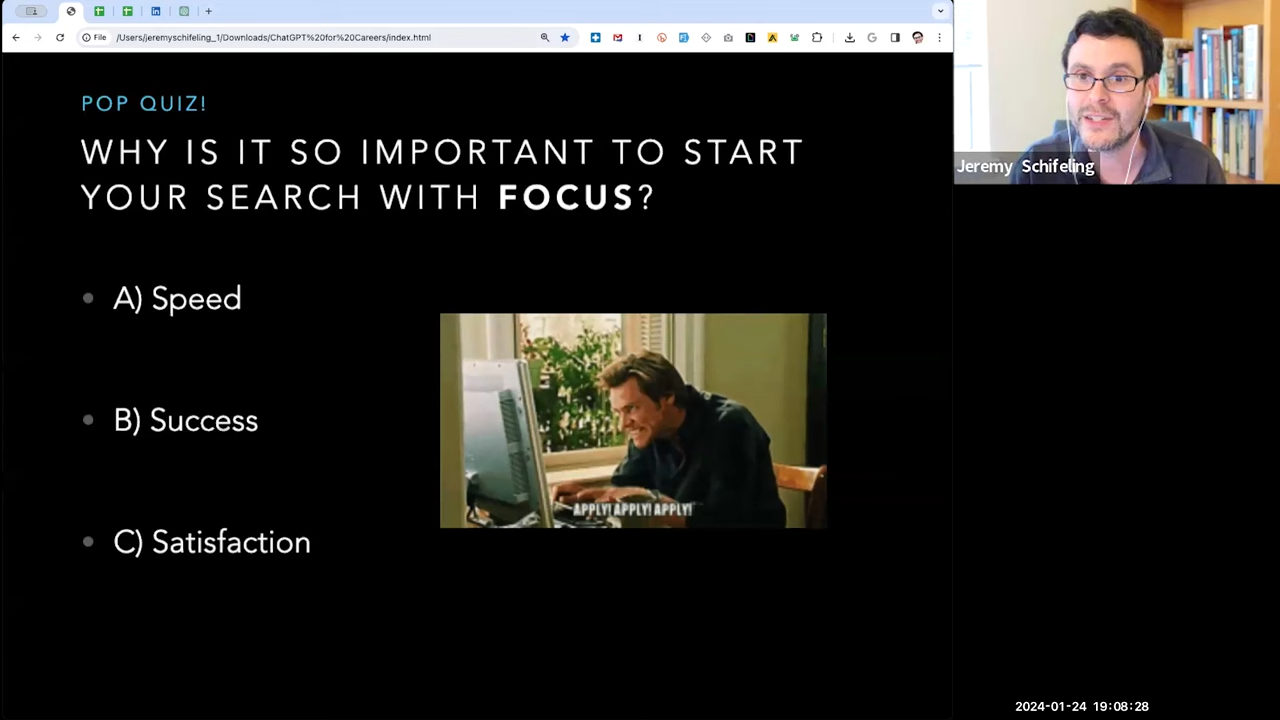 File
/Users/jeremyschifeling_1/Downloads/ChatGPT%20for%20Careers/index.html
POP QUIZ!
WHY IS IT SO IMPORTANT TO START
YOUR SEARCH WITH FOCUS?
A) Speed
B) Success
C) Satisfaction
APPLY! APPLY! APPLY!
Jeremy Schifeling
2024-01-24 19:08:28